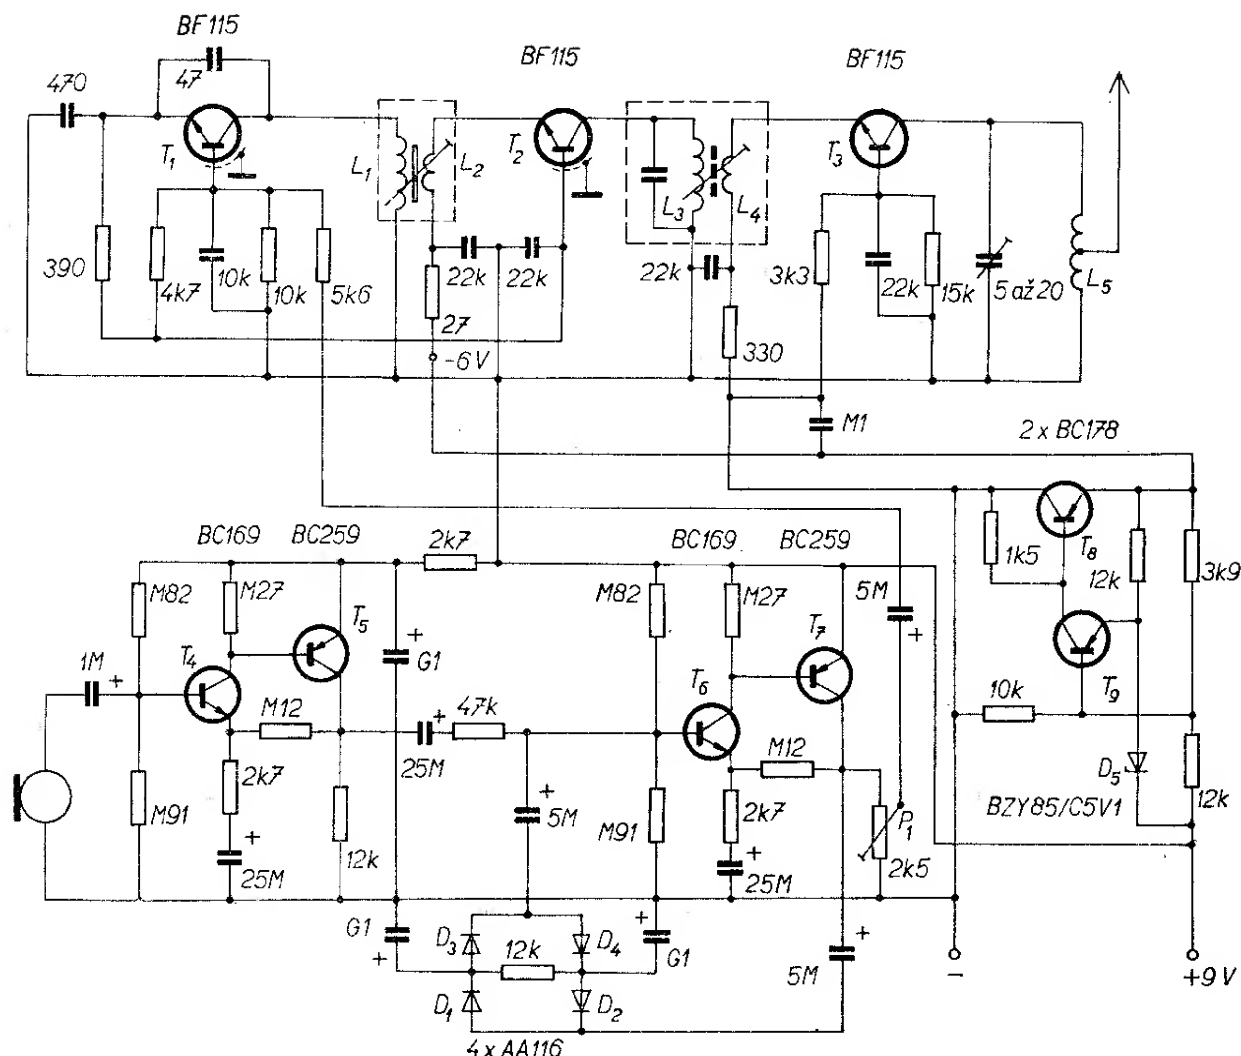 BF115
BF115
BF115
470
47
T1
L1
L2
T2
L3
L4
T3
390
4k7
10k
10k
5k6
22k
22k
27
-6V
22k
330
3k3
22k
15k
5 až 20
L5
M1
2 x BC178
BC169
BC259
2k7
BC169
BC259
M82
M27
T5
G1
M82
M27
T7
5M
+
1k5
T8
12k
3k9
1M
+
T4
M12
+
25M
47k
T6
M12
10k
T9
M91
2k7
+
25M
12k
+
5M
M91
2k7
+
25M
P1
2k5
D5
BZY85/C5V1
12k
G1
+
D3
12k
D4
+
G1
D1
D2
5M
+
-
+9V
4 x AA116
+